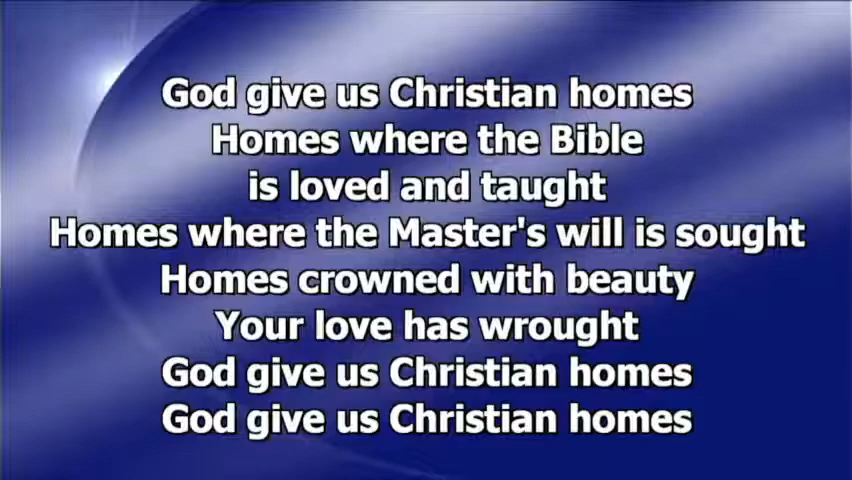 God give us Christian homes
Homes where the Bible
is loved and taught
Homes where the Master's will is sought
Homes crowned with beauty
Your love has wrought
God give us Christian homes
God give us Christian homes